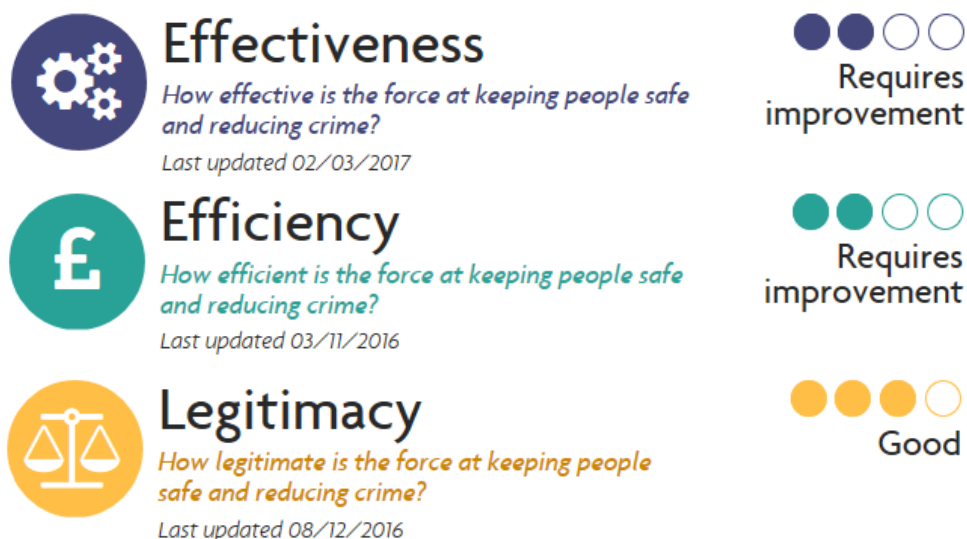 Effectiveness
How effective is the force at keeping people safe
and reducing crime?
Last updated 02/03/2017
Requires
improvement
£
Efficiency
How efficient is the force at keeping people safe
and reducing crime?
Last updated 03/11/2016
Requires
improvement
Legitimacy
How legitimate is the force at keeping people
safe and reducing crime?
Last updated 08/12/2016
Good